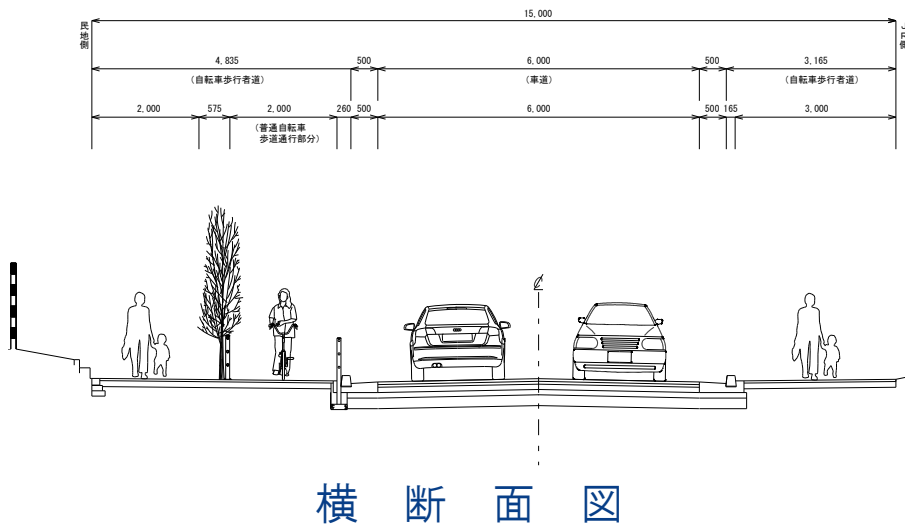 15,000
民地側
4,835
500
6,000
500
3,165
(自転車歩行者道)
(車道)
(自転車歩行者道)
2,000
575
2,000
260
500
6,000
500
165
3,000
(普通自転車
歩道通行部分)
横断面図